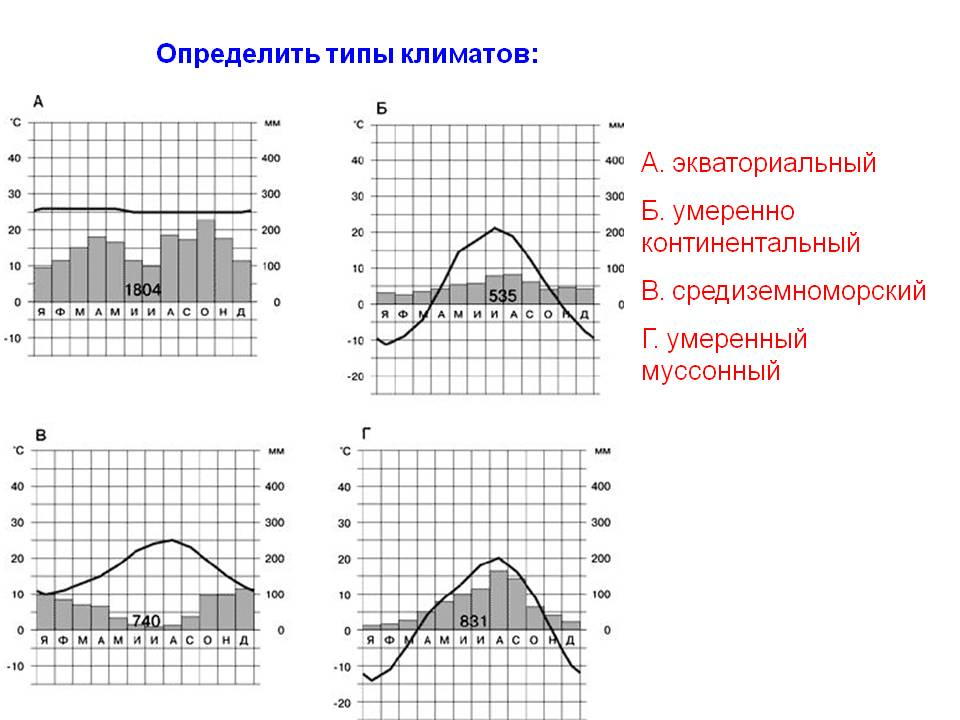 Определить типы климатов:
А
°С мм
40 400
30 300
20 200
10 100
1804
0 0
Я Ф М А М И И А С О Н Д
-10
Б
°С мм
40 400
30 300
20 200
10 100
535
0 0
Я Ф М А М И И А С О Н Д
-10
-20
А. экваториальный
Б. умеренно
континентальный
В. средиземноморский
Г. умеренный
муссонный
В
°С мм
40 400
30 300
20 200
10 100
740
0 0
Я Ф М А М И И А С О Н Д
-10
Г
°С мм
40 400
30 300
20 200
10 100
831
0 0
Я Ф М А М И И А С О Н Д
-10
-20